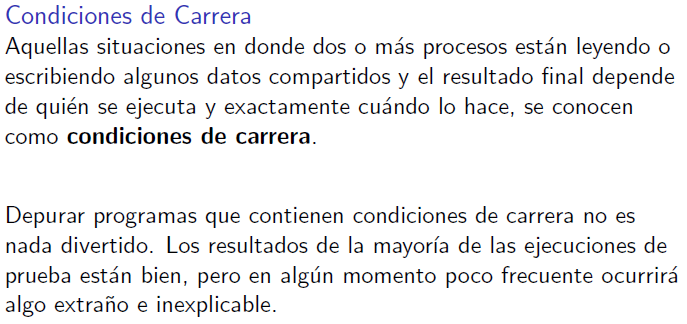 Condiciones de Carrera
Aquellas situaciones en donde dos o más procesos están leyendo o
escribiendo algunos datos compartidos y el resultado final depende
de quién se ejecuta y exactamente cuándo lo hace, se conocen
como condiciones de carrera.
Depurar programas que contienen condiciones de carrera no es
nada divertido. Los resultados de la mayoría de las ejecuciones de
prueba están bien, pero en algún momento poco frecuente ocurrirá
algo extraño e inexplicable.